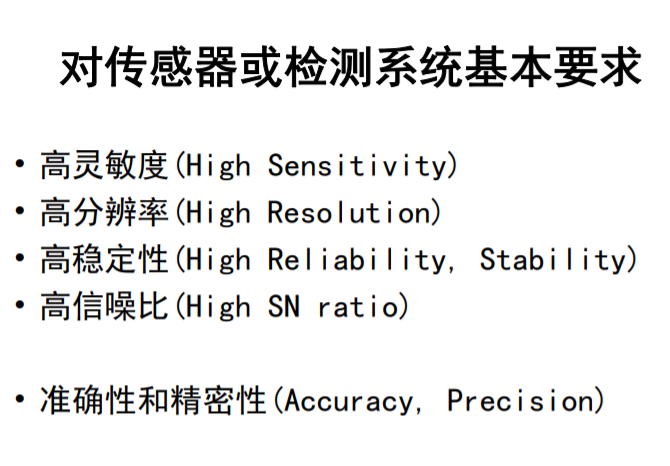 对传感器或检测系统基本要求
• 高灵敏度(High Sensitivity)
• 高分辨率(High Resolution)
• 高稳定性(High Reliability, Stability)
• 高信噪比(High SN ratio)
• 准确性和精密性(Accuracy, Precision)